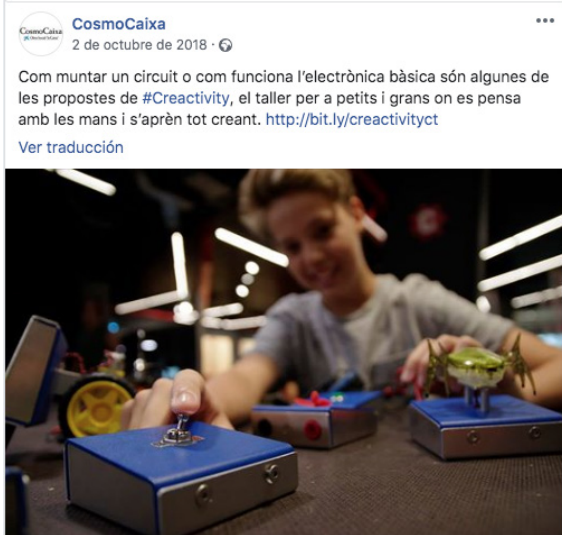 CosmoCaixa
CosmoCaixa
2 de octubre de 2018 ·
Com muntar un circuit o com funciona l'electrònica bàsica són algunes de
les propostes de #Creactivity, el taller per a petits i grans on es pensa
amb les mans i s'aprèn tot creant. http://bit.ly/creactivityct
Ver traducción